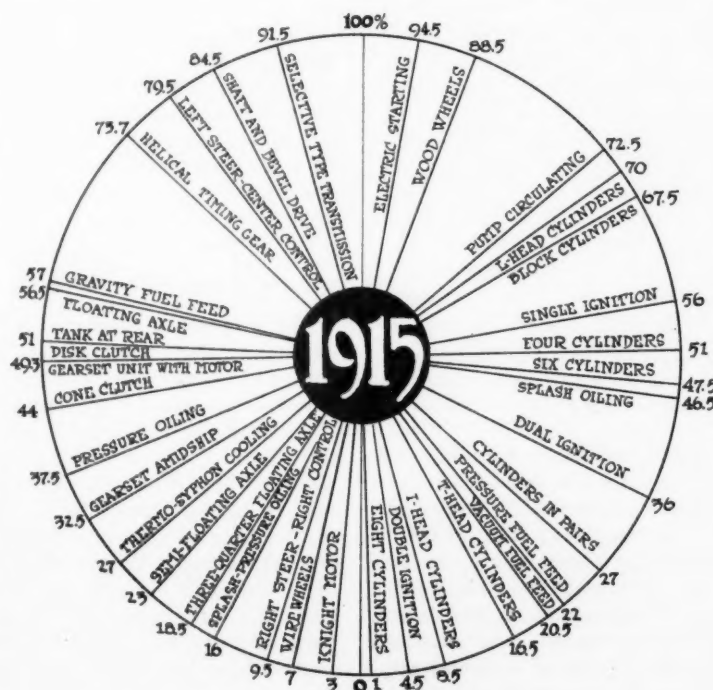 100%
94.5
ELECTRIC STARTING
88.5
WOOD WHEELS
72.5
PUMP CIRCULATING
70
L-HEAD CYLINDERS
67.5
BLOCK CYLINDERS
56
SINGLE IGNITION
51
FOUR CYLINDERS
47.5
SIX CYLINDERS
46.5
SPLASH OILING
36
DUAL IGNITION
27
CYLINDERS IN PAIRS
22
PRESSURE FUEL FEED
20.5
VACUUM FUEL FEED
16.5
T-HEAD CYLINDERS
8.5
I-HEAD CYLINDERS
4.5
DOUBLE IGNITION
1
EIGHT CYLINDERS
0
3
KNIGHT MOTOR
7
WIRE WHEELS
9.5
RIGHT STEER-RIGHT CONTROL
16
SPLASH-PRESSURE OILING
18.5
THREE-QUARTER FLOATING AXLE
23
SEMI-FLOATING AXLE
27
THERMO-SYPHON COOLING
32.5
GEARSET AMIDSHIP
37.5
PRESSURE OILING
44
CONE CLUTCH
GEARSET UNIT WITH MOTOR
49.3
DISK CLUTCH
51
TANK AT REAR
56.5
FLOATING AXLE
57
GRAVITY FUEL FEED
73.7
HELICAL TIMING GEAR
79.5
LEFT STEER-CENTER CONTROL
84.5
SHAFT AND BEVEL DRIVE
91.5
SELECTIVE TYPE TRANSMISSION
1915